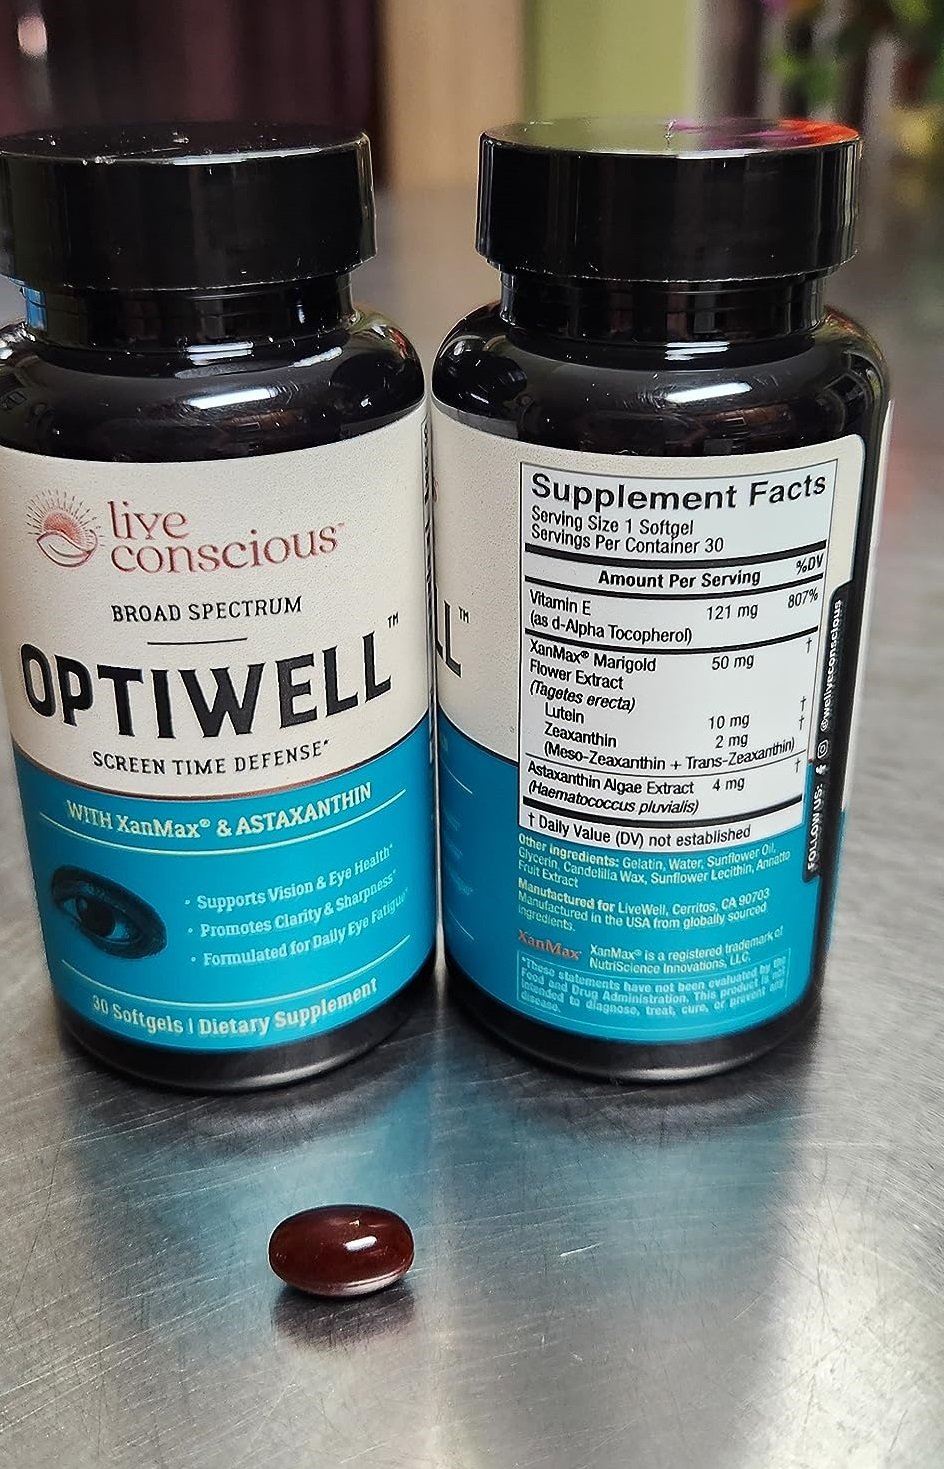 live
conscious™
BROAD SPECTRUM
OPTIWELL™
SCREEN TIME DEFENSE*
WITH XanMax® & ASTAXANTHIN
• Supports Vision & Eye Health*
• Promotes Clarity & Sharpness*
• Formulated for Daily Eye Fatigue
30 Softgels | Dietary Supplement
LL™
Supplement Facts
Serving Size 1 Softgel
Servings Per Container 30
Amount Per Serving %DV
Vitamin E 121 mg 807%
(as d-Alpha Tocopherol)
XanMax® Marigold 50 mg †
Flower Extract
(Tagetes erecta)
Lutein 10 mg †
Zeaxanthin 2 mg †
(Meso-Zeaxanthin + Trans-Zeaxanthin)
Astaxanthin Algae Extract 4 mg †
(Haematococcus pluvialis)
† Daily Value (DV) not established
Other ingredients: Gelatin, Water, Sunflower Oil,
Glycerin, Candelilla Wax, Sunflower Lecithin, Annatto
Fruit Extract
Manufactured for LiveWell, Cerritos, CA 90703
Manufactured in the USA from globally sourced
ingredients.
XanMax XanMax® is a registered trademark of
NutriScience Innovations, LLC.
*These statements have not been evaluated by the
Food and Drug Administration. This product is not
intended to diagnose, treat, cure, or prevent any
disease.
FOLLOW US: @weliveconscious